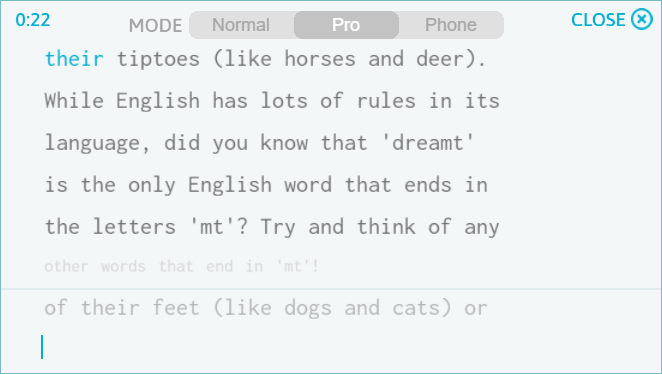 0:22 MODE Normal Pro Phone CLOSE
their tiptoes (like horses and deer).
While English has lots of rules in its
language, did you know that 'dreamt'
is the only English word that ends in
the letters 'mt'? Try and think of any
other words that end in 'mt'!
of their feet (like dogs and cats) or